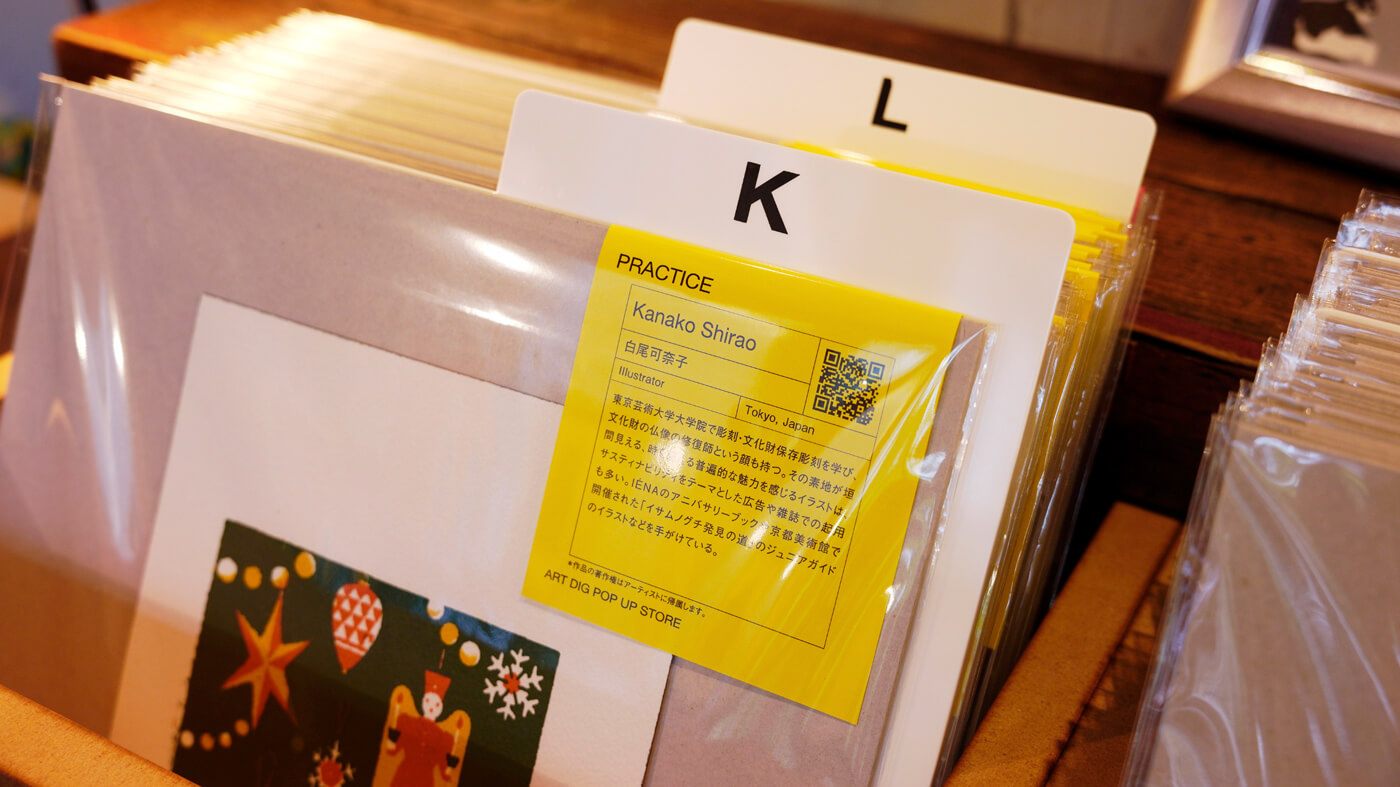 L
K
PRACTICE
Kanako Shirao
白尾可奈子
Illustrator
Tokyo, Japan
東京芸術大学大学院で彫刻・文化財保存彫刻を学び、
文化財の仏像の修復師という顔も持つ。その素地が垣
間見える、時 る普遍的な魅力を感じるイラストは、
サスティナビリティをテーマとした広告や雑誌での起用
も多い。IÉNAのアニバサリーブックや京都美術館で
開催された「イサムノグチ発見の道」のジュニアガイド
のイラストなどを手がけている。
*作品の著作権はアーティストに帰属します。
ART DIG POP UP STORE